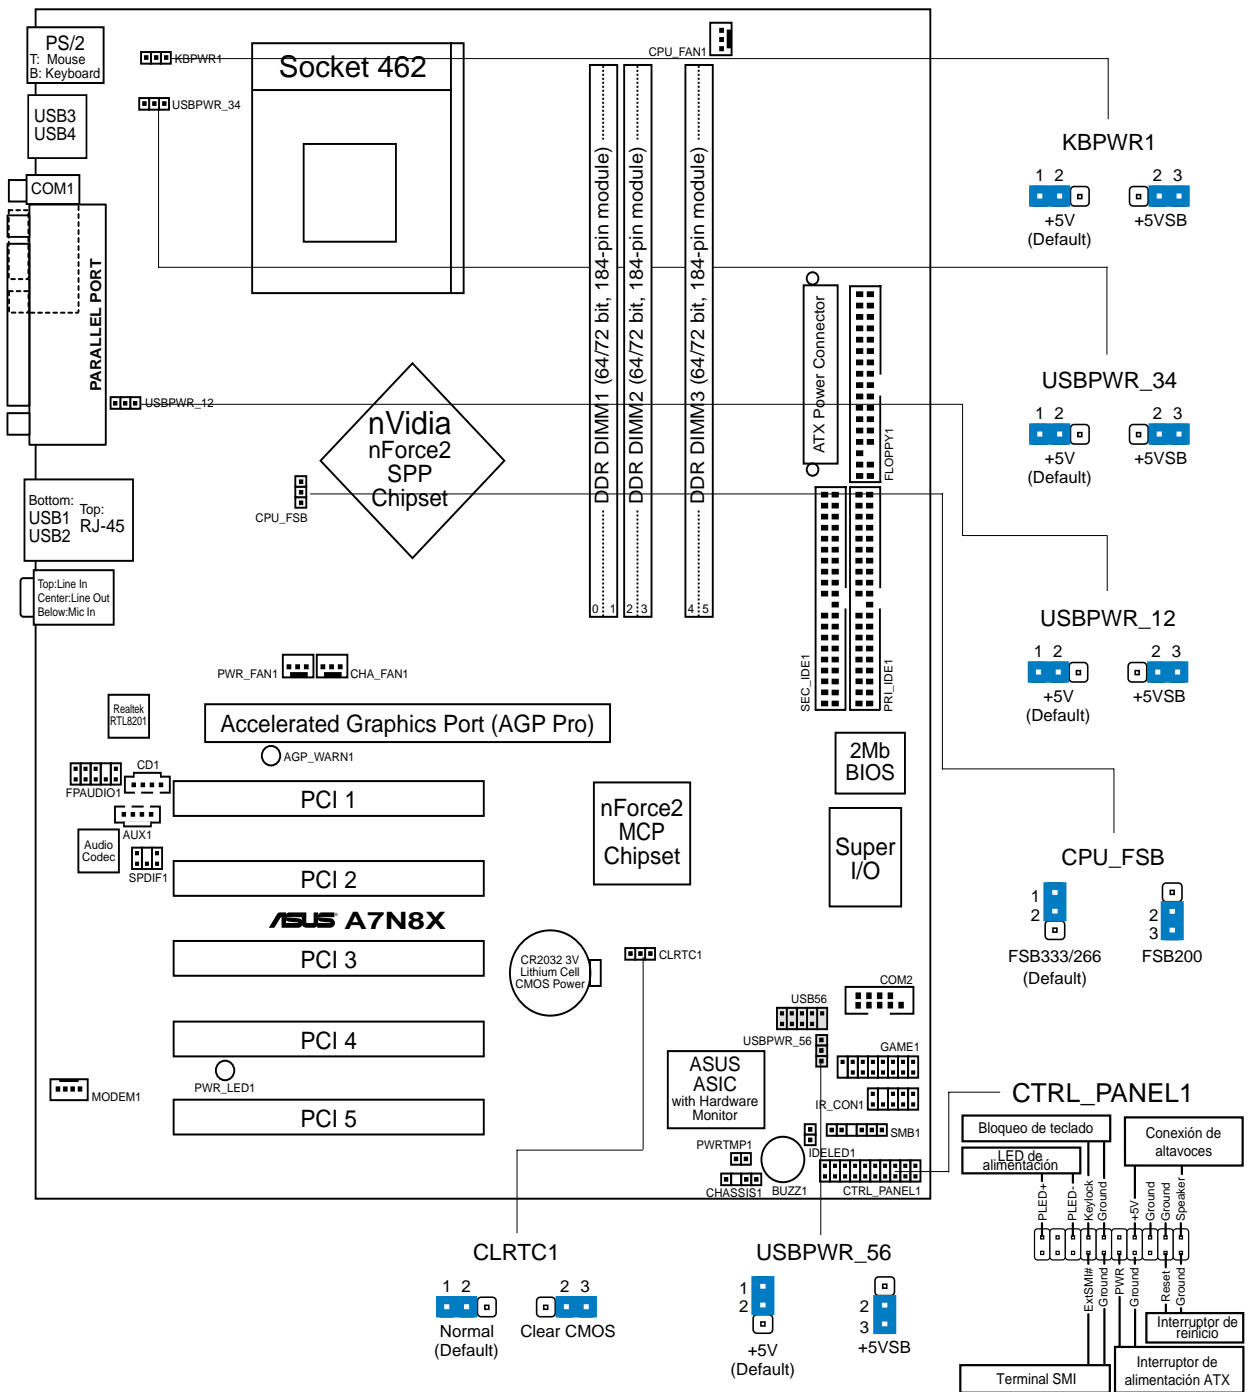 PS/2
T: Mouse
B: Keyboard
KBPWR1
USBPWR_34
USB3
USB4
COM1
PARALLEL PORT
Socket 462
CPU_FAN1
DDR DIMM1 (64/72 bit, 184-pin module)
DDR DIMM2 (64/72 bit, 184-pin module)
DDR DIMM3 (64/72 bit, 184-pin module)
0 1
2 3
4 5
ATX Power Connector
FLOPPY1
USBPWR_12
nVidia
nForce2
SPP
Chipset
CPU_FSB
Bottom:
USB1
USB2
Top:
RJ-45
Top:Line In
Center:Line Out
Below:Mic In
SEC_IDE1
PRI_IDE1
PWR_FAN1
CHA_FAN1
Realtek
RTL8201
Accelerated Graphics Port (AGP Pro)
AGP_WARN1
CD1
FPAUDIO1
AUX1
Audio
Codec
SPDIF1
PCI 1
PCI 2
ASUS A7N8X
PCI 3
PCI 4
PWR_LED1
PCI 5
MODEM1
nForce2
MCP
Chipset
2Mb
BIOS
Super
I/O
CR2032 3V
Lithium Cell
CMOS Power
CLRTC1
COM2
USB56
USBPWR_56
GAME1
ASUS
ASIC
with Hardware
Monitor
IR_CON1
SMB1
PWRTMP1
IDELED1
CHASSIS1
BUZZ1
CTRL_PANEL1
KBPWR1
1 2
2 3
+5V
(Default)
+5VSB
USBPWR_34
1 2
2 3
+5V
(Default)
+5VSB
USBPWR_12
1 2
2 3
+5V
(Default)
+5VSB
CPU_FSB
1
2
2
3
FSB333/266
(Default)
FSB200
CTRL_PANEL1
Bloqueo de teclado
LED de
alimentación
Conexión de
altavoces
PLED+
PLED-
Keylock
Ground
+5V
Ground
Ground
Speaker
ExtSMI#
Ground
PWR
Ground
Reset
Ground
Interruptor de
reinicio
Terminal SMI
Interruptor de
alimentación ATX
CLRTC1
1 2
2 3
Normal
(Default)
Clear CMOS
USBPWR_56
1
2
2
3
+5V
(Default)
+5VSB